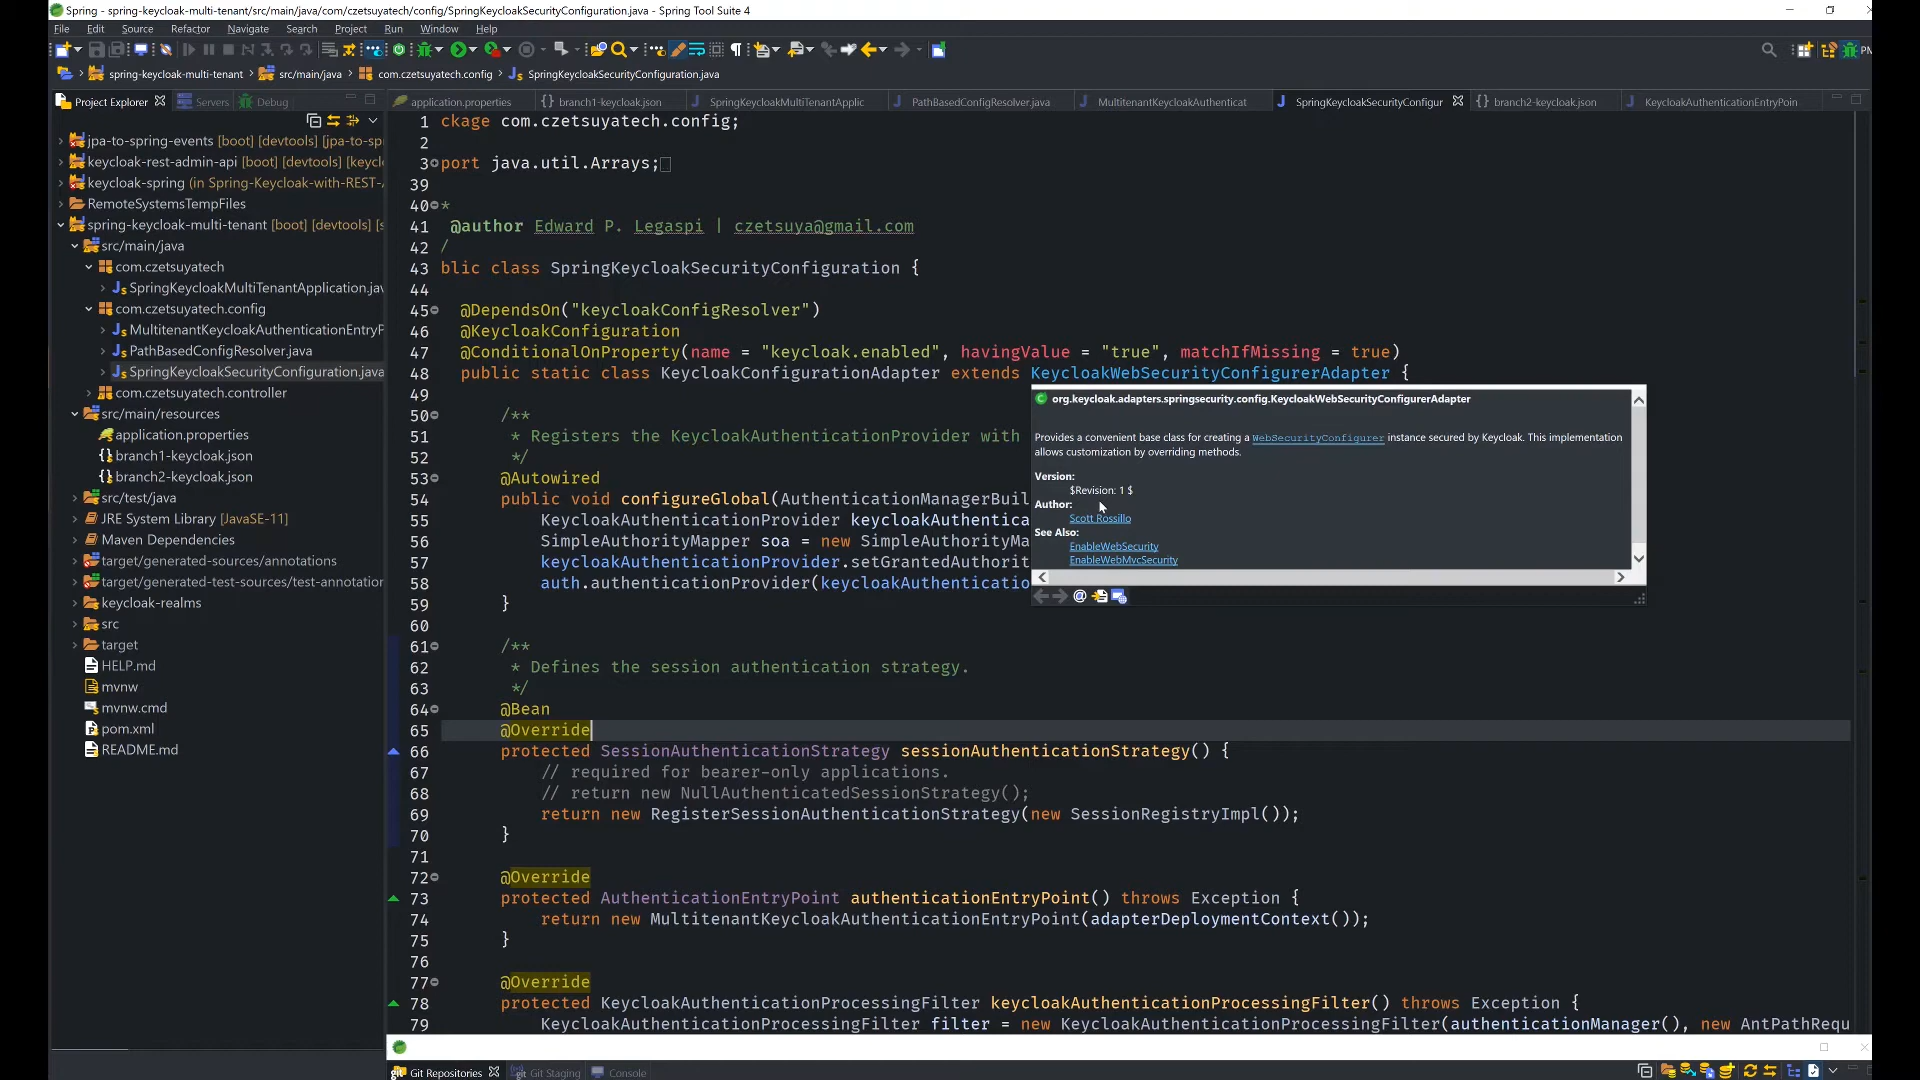 Spring - spring-keycloak-multi-tenant/src/main/java/com/czetsuyatech/config/SpringKeycloakSecurityConfiguration.java - Spring Tool Suite 4
File Edit Source Refactor Navigate Search Project Run Window Help
spring-keycloak-multi-tenant src/main/java com.czetsuyatech.config SpringKeycloakSecurityConfiguration.java
Project Explorer Servers Debug
application.properties branch1-keycloak.json SpringKeycloakMultiTenantApplic PathBasedConfigResolver.java MultitenantKeycloakAuthenticat SpringKeycloakSecurityConfigur branch2-keycloak.json KeycloakAuthenticationEntryPoin
jpa-to-spring-events [boot] [devtools] [jpa-to-sp
keycloak-rest-admin-api [boot] [devtools] [keycl
keycloak-spring (in Spring-Keycloak-with-REST-
RemoteSystemsTempFiles
spring-keycloak-multi-tenant [boot] [devtools] [s
src/main/java
com.czetsuyatech
SpringKeycloakMultiTenantApplication.jav
com.czetsuyatech.config
MultitenantKeycloakAuthenticationEntryP
PathBasedConfigResolver.java
SpringKeycloakSecurityConfiguration.java
com.czetsuyatech.controller
src/main/resources
application.properties
branch1-keycloak.json
branch2-keycloak.json
src/test/java
JRE System Library [JavaSE-11]
Maven Dependencies
target/generated-sources/annotations
target/generated-test-sources/test-annotation
keycloak-realms
src
target
HELP.md
mvnw
mvnw.cmd
pom.xml
README.md
1 ckage com.czetsuyatech.config;
2
3 port java.util.Arrays;
39
40 *
41 @author Edward P. Legaspi | czetsuya@gmail.com
42 /
43 blic class SpringKeycloakSecurityConfiguration {
44
45 @DependsOn("keycloakConfigResolver")
46 @KeycloakConfiguration
47 @ConditionalOnProperty(name = "keycloak.enabled", havingValue = "true", matchIfMissing = true)
48 public static class KeycloakConfigurationAdapter extends KeycloakWebSecurityConfigurerAdapter {
49
50 /**
51 * Registers the KeycloakAuthenticationProvider with
52 */
53 @Autowired
54 public void configureGlobal(AuthenticationManagerBuil
55 KeycloakAuthenticationProvider keycloakAuthentica
56 SimpleAuthorityMapper soa = new SimpleAuthorityMa
57 keycloakAuthenticationProvider.setGrantedAuthorit
58 auth.authenticationProvider(keycloakAuthenticatio
59 }
60
61 /**
62 * Defines the session authentication strategy.
63 */
64 @Bean
65 @Override
66 protected SessionAuthenticationStrategy sessionAuthenticationStrategy() {
67 // required for bearer-only applications.
68 // return new NullAuthenticatedSessionStrategy();
69 return new RegisterSessionAuthenticationStrategy(new SessionRegistryImpl());
70 }
71
72 @Override
73 protected AuthenticationEntryPoint authenticationEntryPoint() throws Exception {
74 return new MultitenantKeycloakAuthenticationEntryPoint(adapterDeploymentContext());
75 }
76
77 @Override
78 protected KeycloakAuthenticationProcessingFilter keycloakAuthenticationProcessingFilter() throws Exception {
79 KeycloakAuthenticationProcessingFilter filter = new KeycloakAuthenticationProcessingFilter(authenticationManager(), new AntPathRequ
org.keycloak.adapters.springsecurity.config.KeycloakWebSecurityConfigurerAdapter
Provides a convenient base class for creating a WebSecurityConfigurer instance secured by Keycloak. This implementation
allows customization by overriding methods.
Version:
$Revision: 1 $
Author:
Scott Rossillo
See Also:
EnableWebSecurity
EnableWebMvcSecurity
Git Repositories Git Staging Console